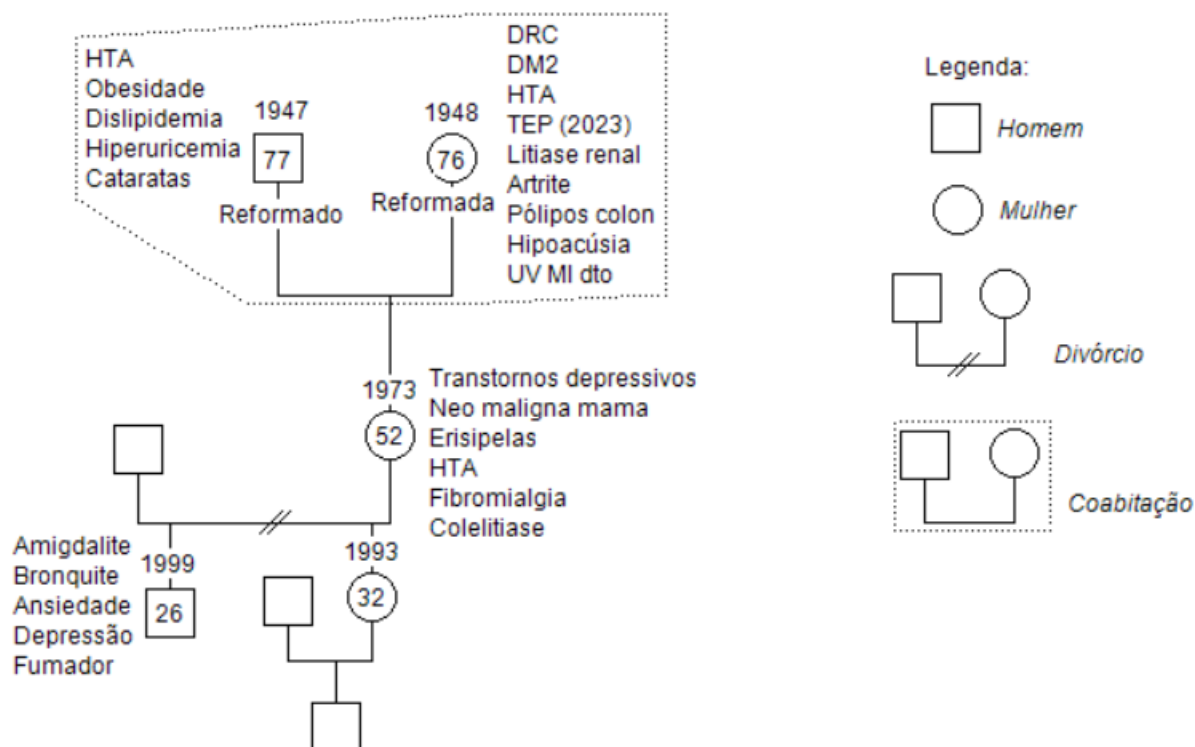 HTA
Obesidade
Dislipidemia
Hiperuricemia
Cataratas
1947
77
Reformado
1948
76
Reformada
DRC
DM2
HTA
TEP (2023)
Litiase renal
Artrite
Pólipos colon
Hipoacúsia
UV MI dto
1973
52
Transtornos depressivos
Neo maligna mama
Erisipelas
HTA
Fibromialgia
Colelitiase
Amigdalite
Bronquite
Ansiedade
Depressão
Fumador
1999
26
1993
32
Legenda:
Homem
Mulher
Divórcio
Coabitação